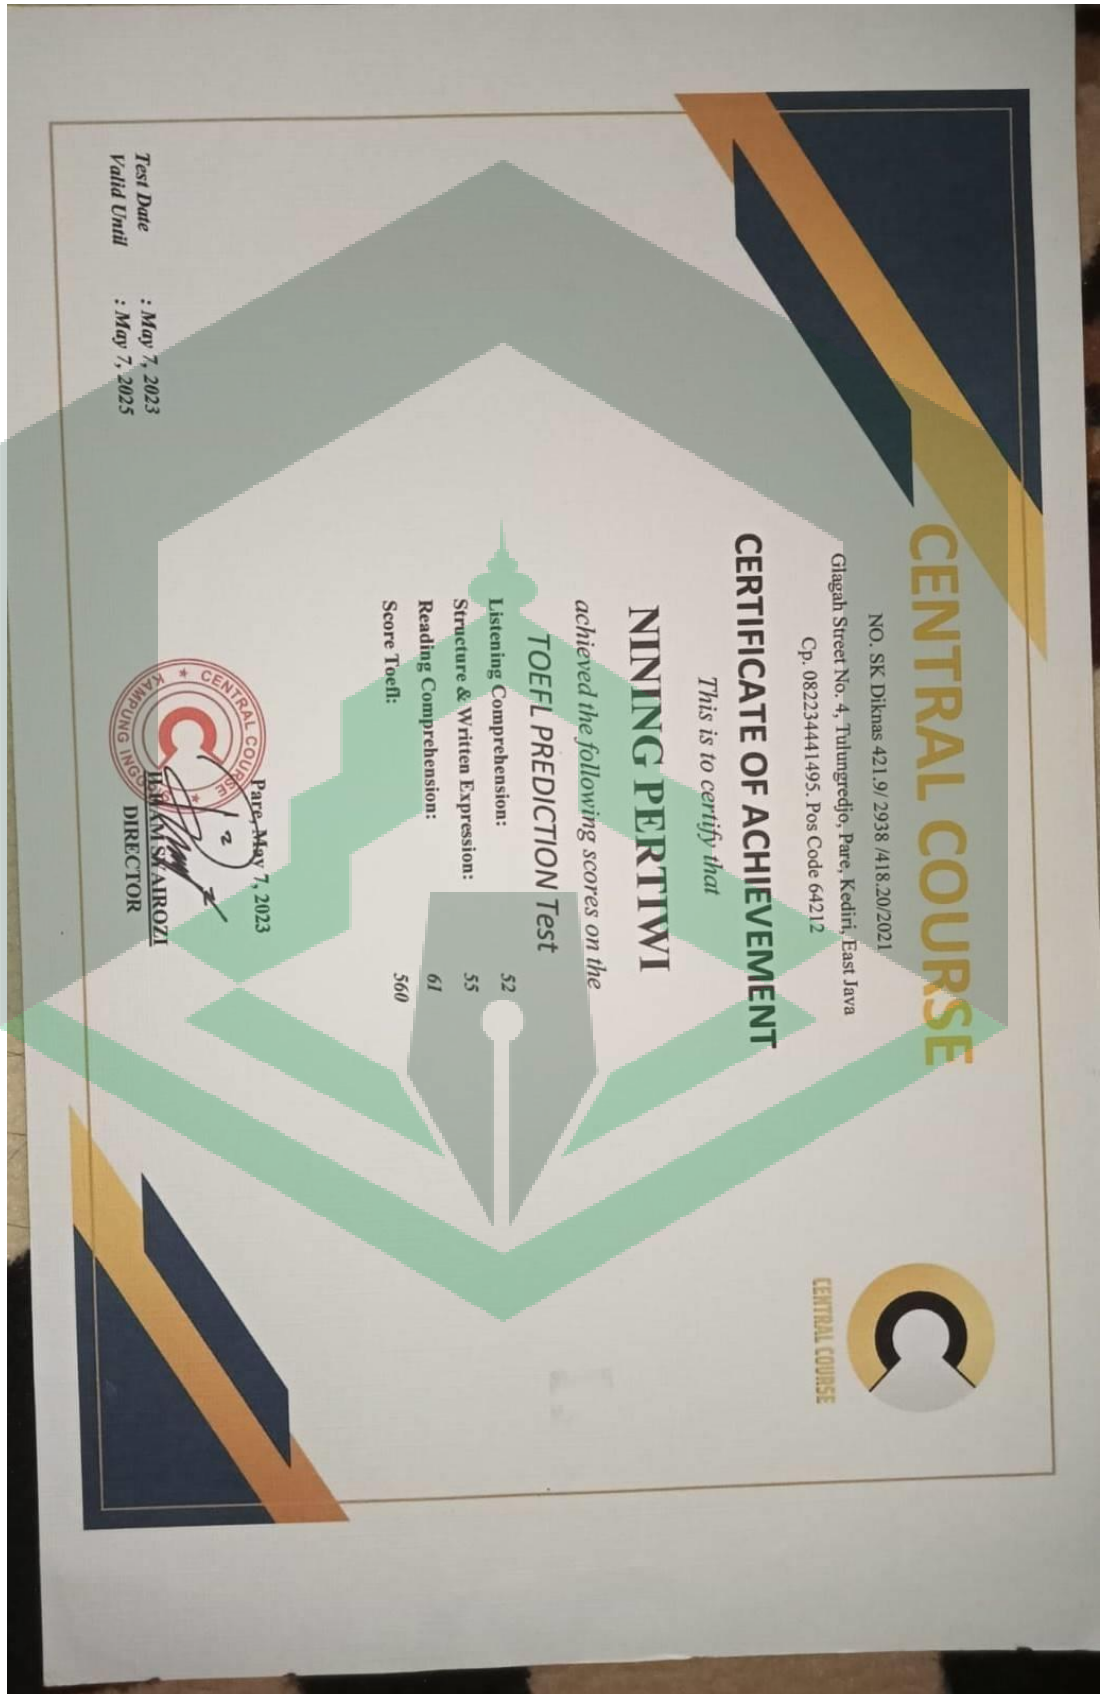 CENTRAL COURSE
NO. SK Diknas 421.9/ 2938 /418.20/2021
Glagah Street No. 4, Tulungredjo, Pare, Kediri, East Java
Cp. 082234441495. Pos Code 64212
CENTRAL COURSE
CERTIFICATE OF ACHIEVEMENT
This is to certify that
NINING PERTIWI
achieved the following scores on the
TOEFL PREDICTION Test
Listening Comprehension: 52
Structure & Written Expression: 55
Reading Comprehension: 61
Score Toefl: 560
Pare, May 7, 2023
CENTRAL COURSE
KAMPUNG INGGRIS
DIRECTOR
Test Date : May 7, 2023
Valid Until : May 7, 2025